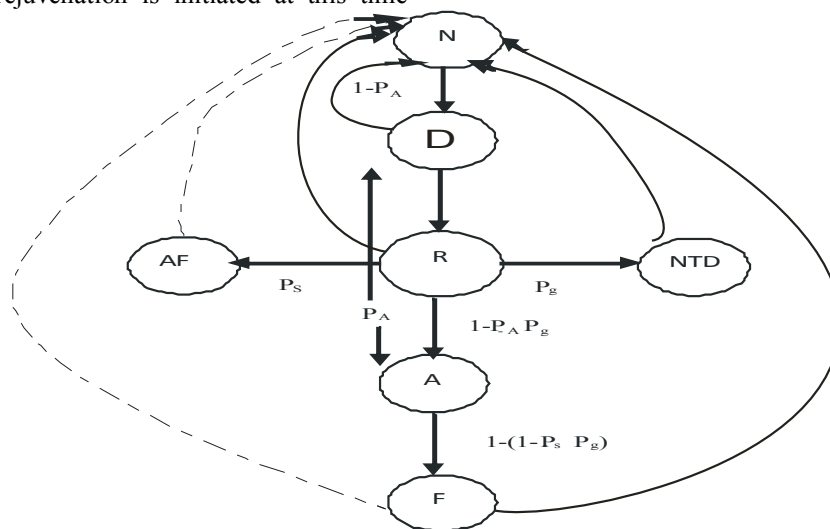 rejuvenation is initiated at this time
N
1-P_A
D
AF
R
NTD
P_S
P_g
P_A
1-P_A P_g
A
1-(1-P_s P_g)
F